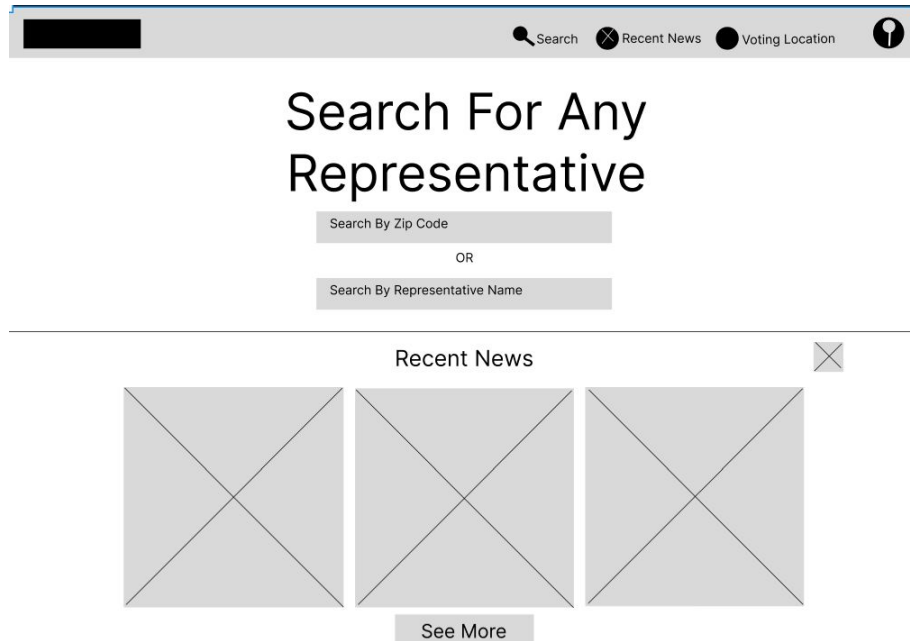 Search
Recent News
Voting Location
Search For Any
Representative
Search By Zip Code
OR
Search By Representative Name
Recent News
See More